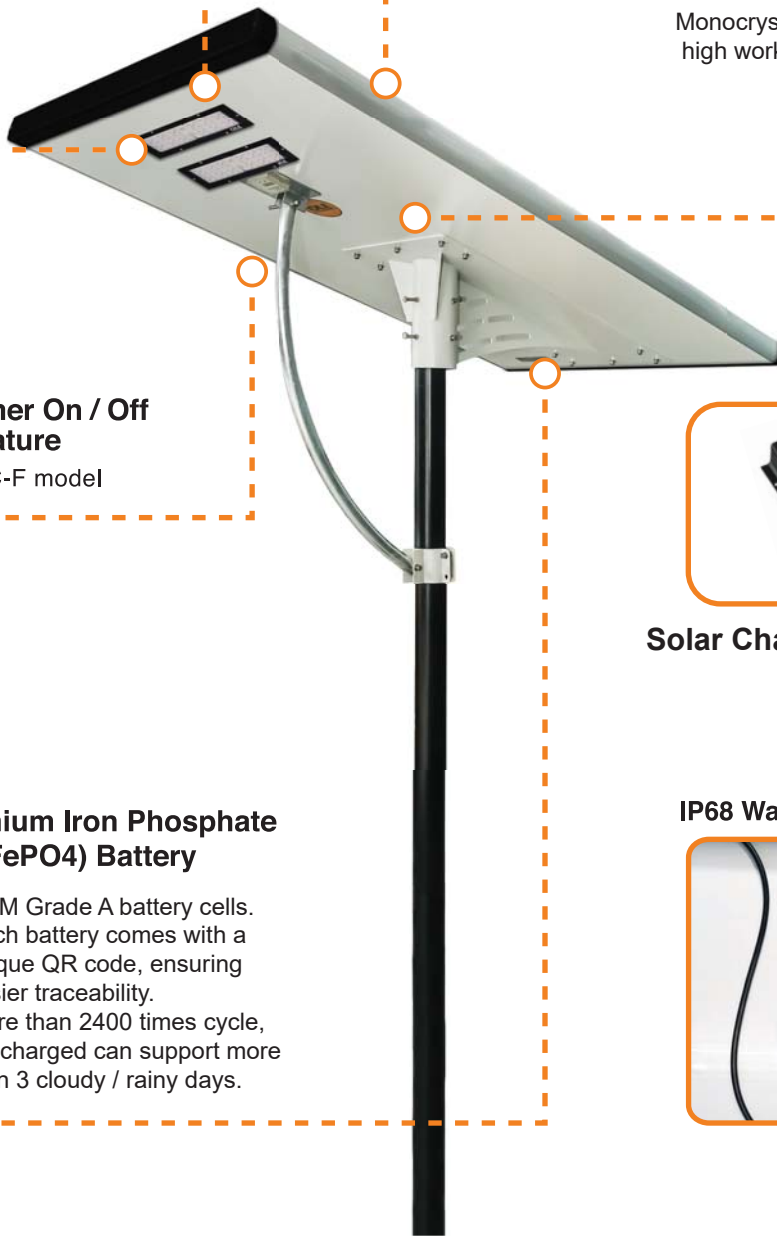 Monocrys
high work
ner On / Off
ature
-F model
Solar Cha
nium Iron Phosphate
FePO4) Battery
M Grade A battery cells.
ch battery comes with a
que QR code, ensuring
sier traceability.
re than 2400 times cycle,
charged can support more
n 3 cloudy / rainy days.
IP68 Wa